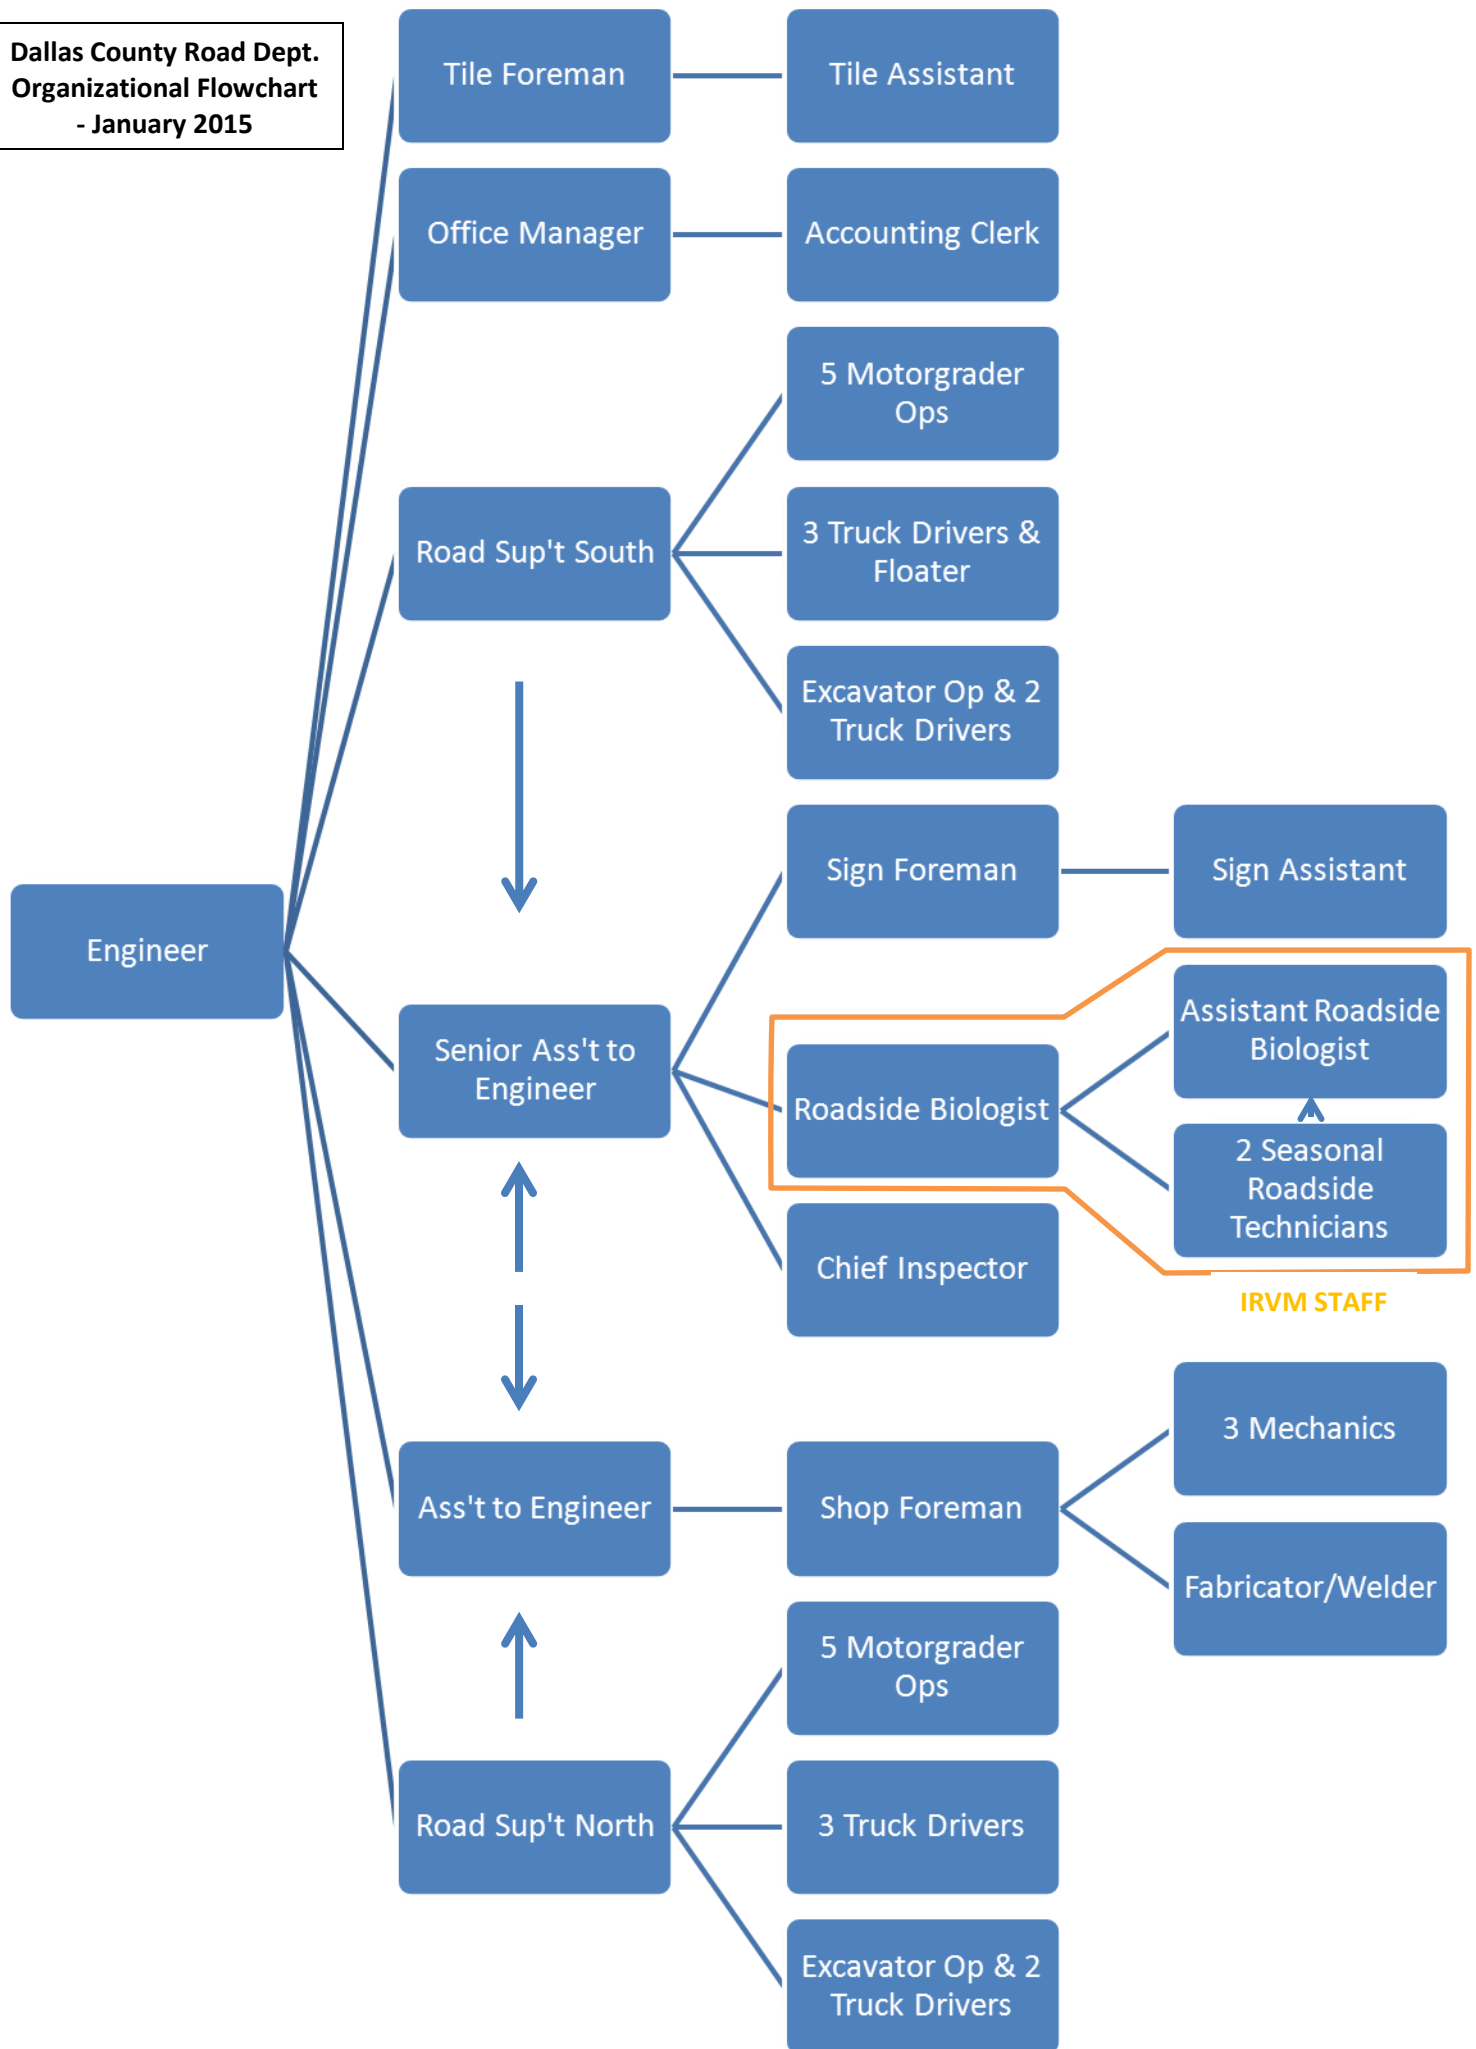 Dallas County Road Dept.
Organizational Flowchart
- January 2015
Tile Foreman
Tile Assistant
Office Manager
Accounting Clerk
5 Motorgrader
Ops
Road Sup't South
3 Truck Drivers &
Floater
Excavator Op & 2
Truck Drivers
Sign Foreman
Sign Assistant
Engineer
Senior Ass't to
Engineer
Roadside Biologist
Assistant Roadside
Biologist
2 Seasonal
Roadside
Technicians
Chief Inspector
IRVM STAFF
Ass't to Engineer
Shop Foreman
3 Mechanics
Fabricator/Welder
5 Motorgrader
Ops
Road Sup't North
3 Truck Drivers
Excavator Op & 2
Truck Drivers